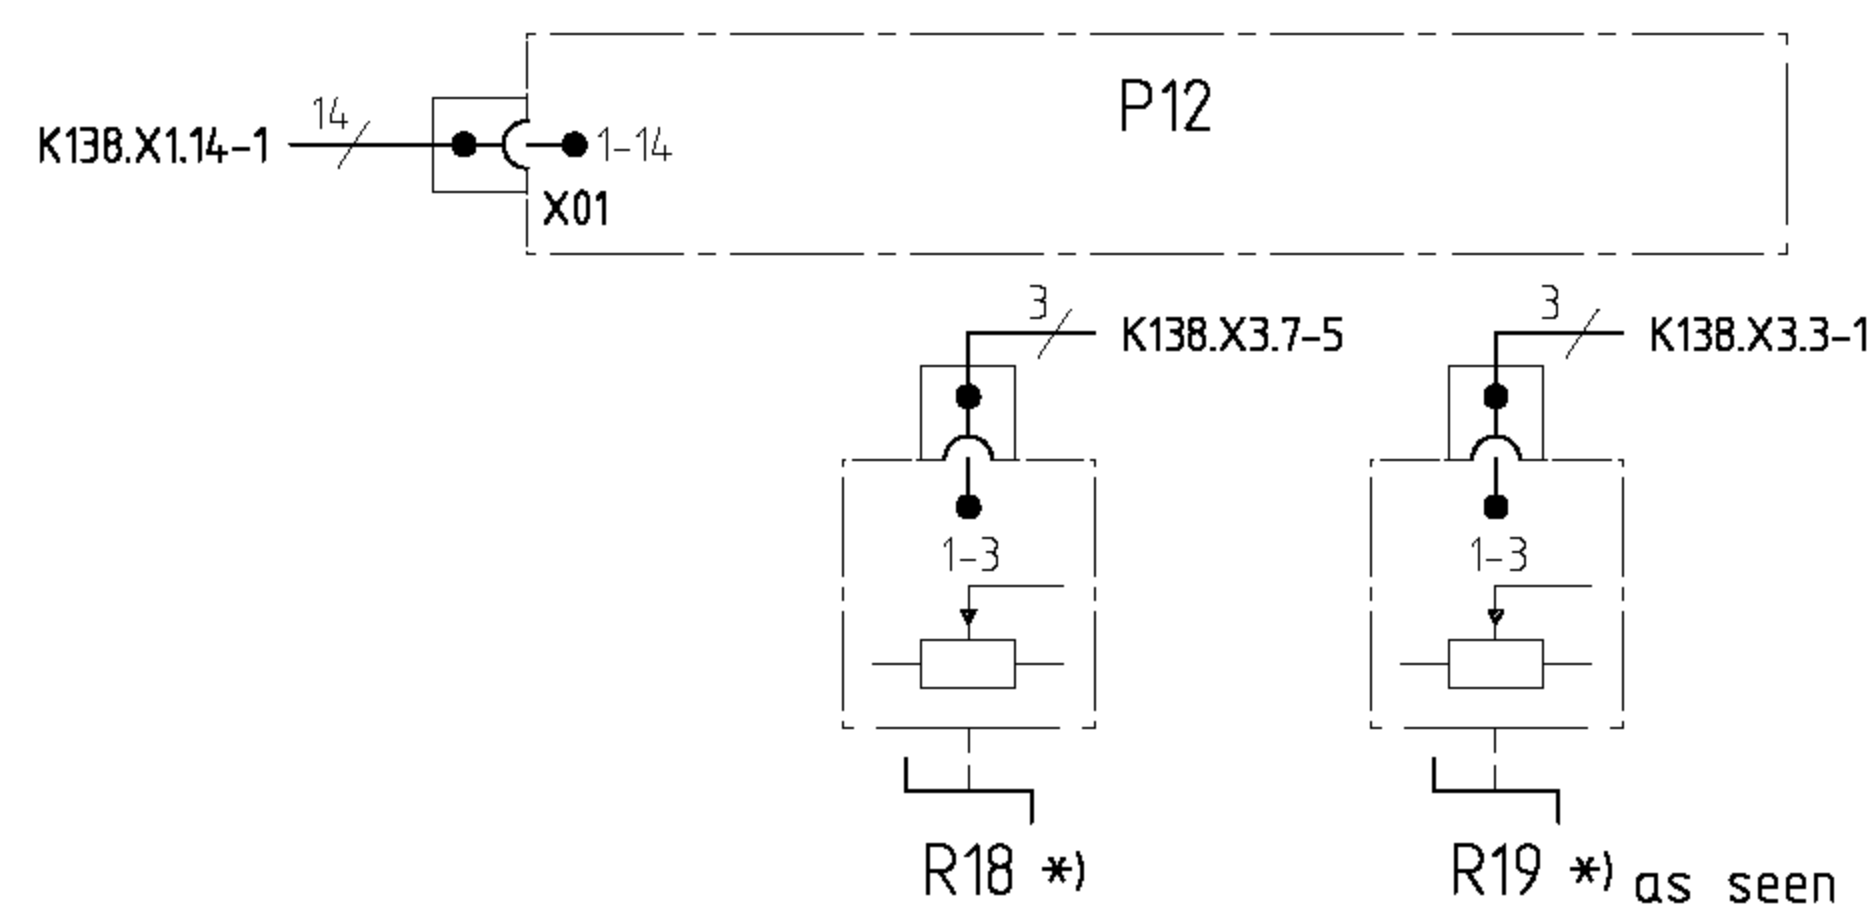 P12
14
K138.X1.14-1
1-14
X01
3
K138.X3.7-5
3
K138.X3.3-1
1-3
1-3
R18 *)
R19 *) as seen